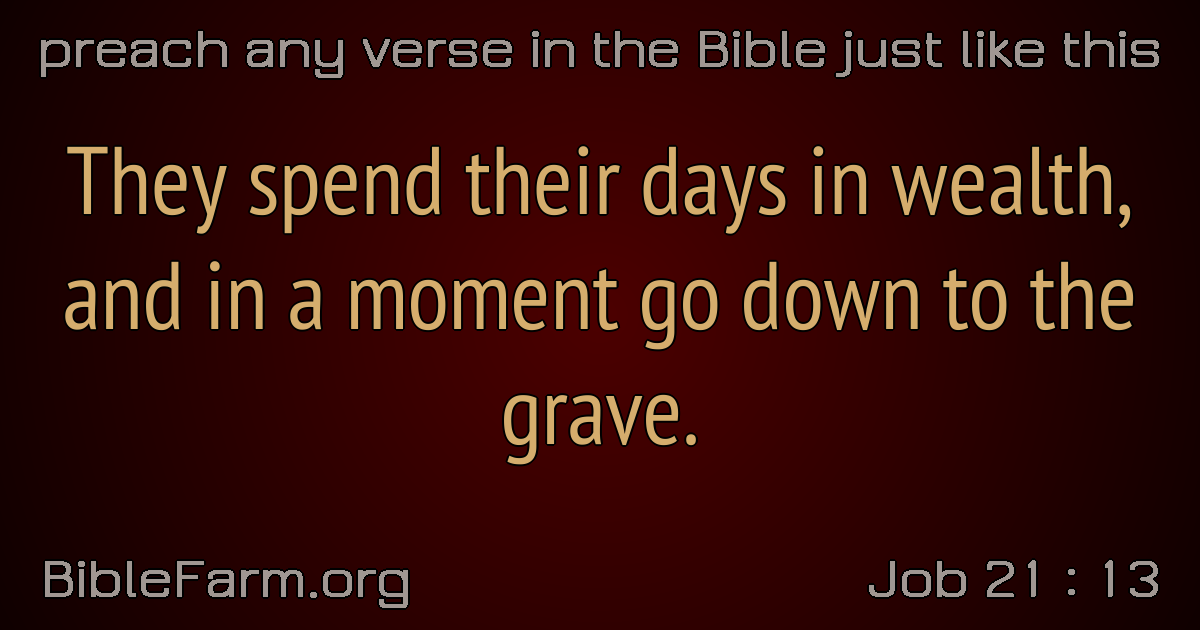 preach any verse in the Bible just like this
They spend their days in wealth,
and in a moment go down to the
grave.
BibleFarm.org
Job 21 : 13